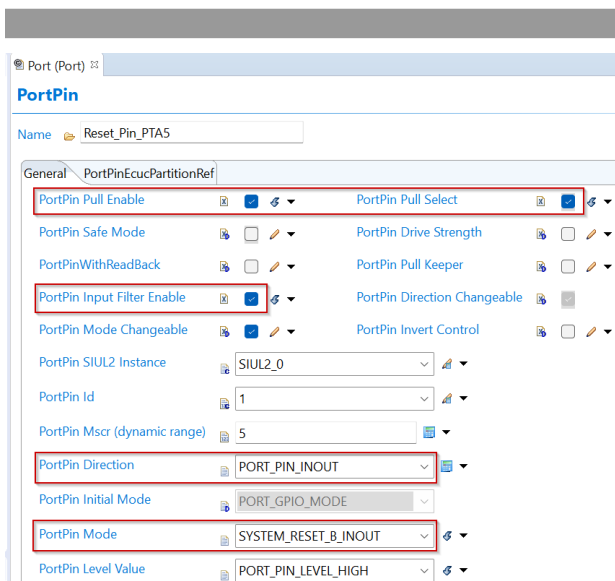 Port (Port)
PortPin
Name Reset_Pin_PTA5
General PortPinEcucPartitionRef
PortPin Pull Enable PortPin Pull Select
PortPin Safe Mode PortPin Drive Strength
PortPinWithReadBack PortPin Pull Keeper
PortPin Input Filter Enable PortPin Direction Changeable
PortPin Mode Changeable PortPin Invert Control
PortPin SIUL2 Instance SIUL2_0
PortPin Id 1
PortPin Mscr (dynamic range) 5
PortPin Direction PORT_PIN_INOUT
PortPin Initial Mode PORT_GPIO_MODE
PortPin Mode SYSTEM_RESET_B_INOUT
PortPin Level Value PORT_PIN_LEVEL_HIGH